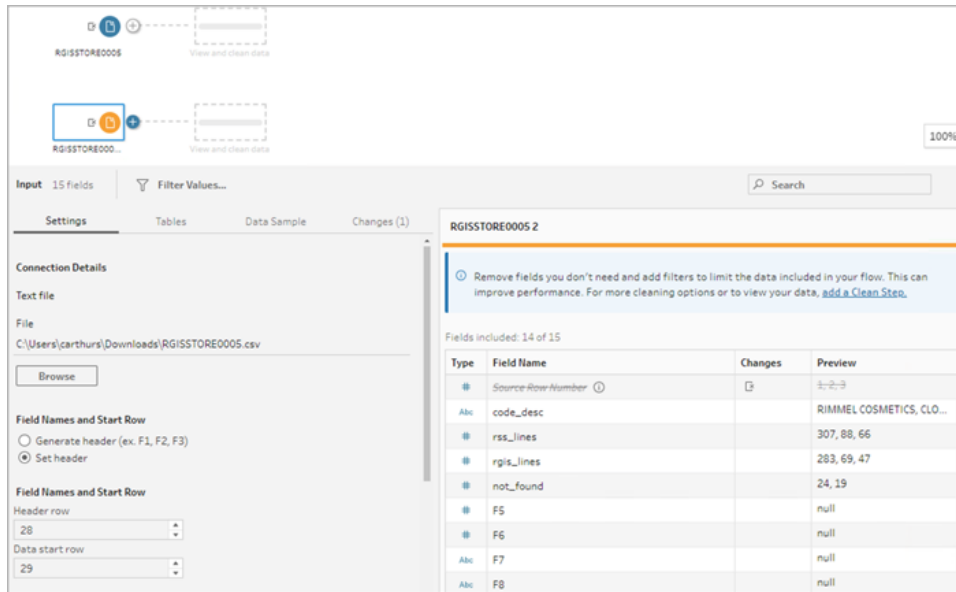 RGISSTORE0005
View and clean data
RGISSTORE000...
View and clean data
100%
Input 15 fields Filter Values... Search
Settings Tables Data Sample Changes (1)
Connection Details
Text file
File
C:\Users\carthurs\Downloads\RGISSTORE0005.csv
Browse
Field Names and Start Row
Generate header (ex. F1, F2, F3)
Set header
Field Names and Start Row
Header row
28
Data start row
29
RGISSTORE0005 2
Remove fields you don't need and add filters to limit the data included in your flow. This can
improve performance. For more cleaning options or to view your data, add a Clean Step.
Fields included: 14 of 15
Type Field Name Changes Preview
# Source Row Number 1, 2, 3
Abc code_desc RIMMEL COSMETICS, CLO...
# rss_lines 307, 88, 66
# rgis_lines 283, 69, 47
# not_found 24, 19
# F5 null
# F6 null
Abc F7 null
Abc F8 null